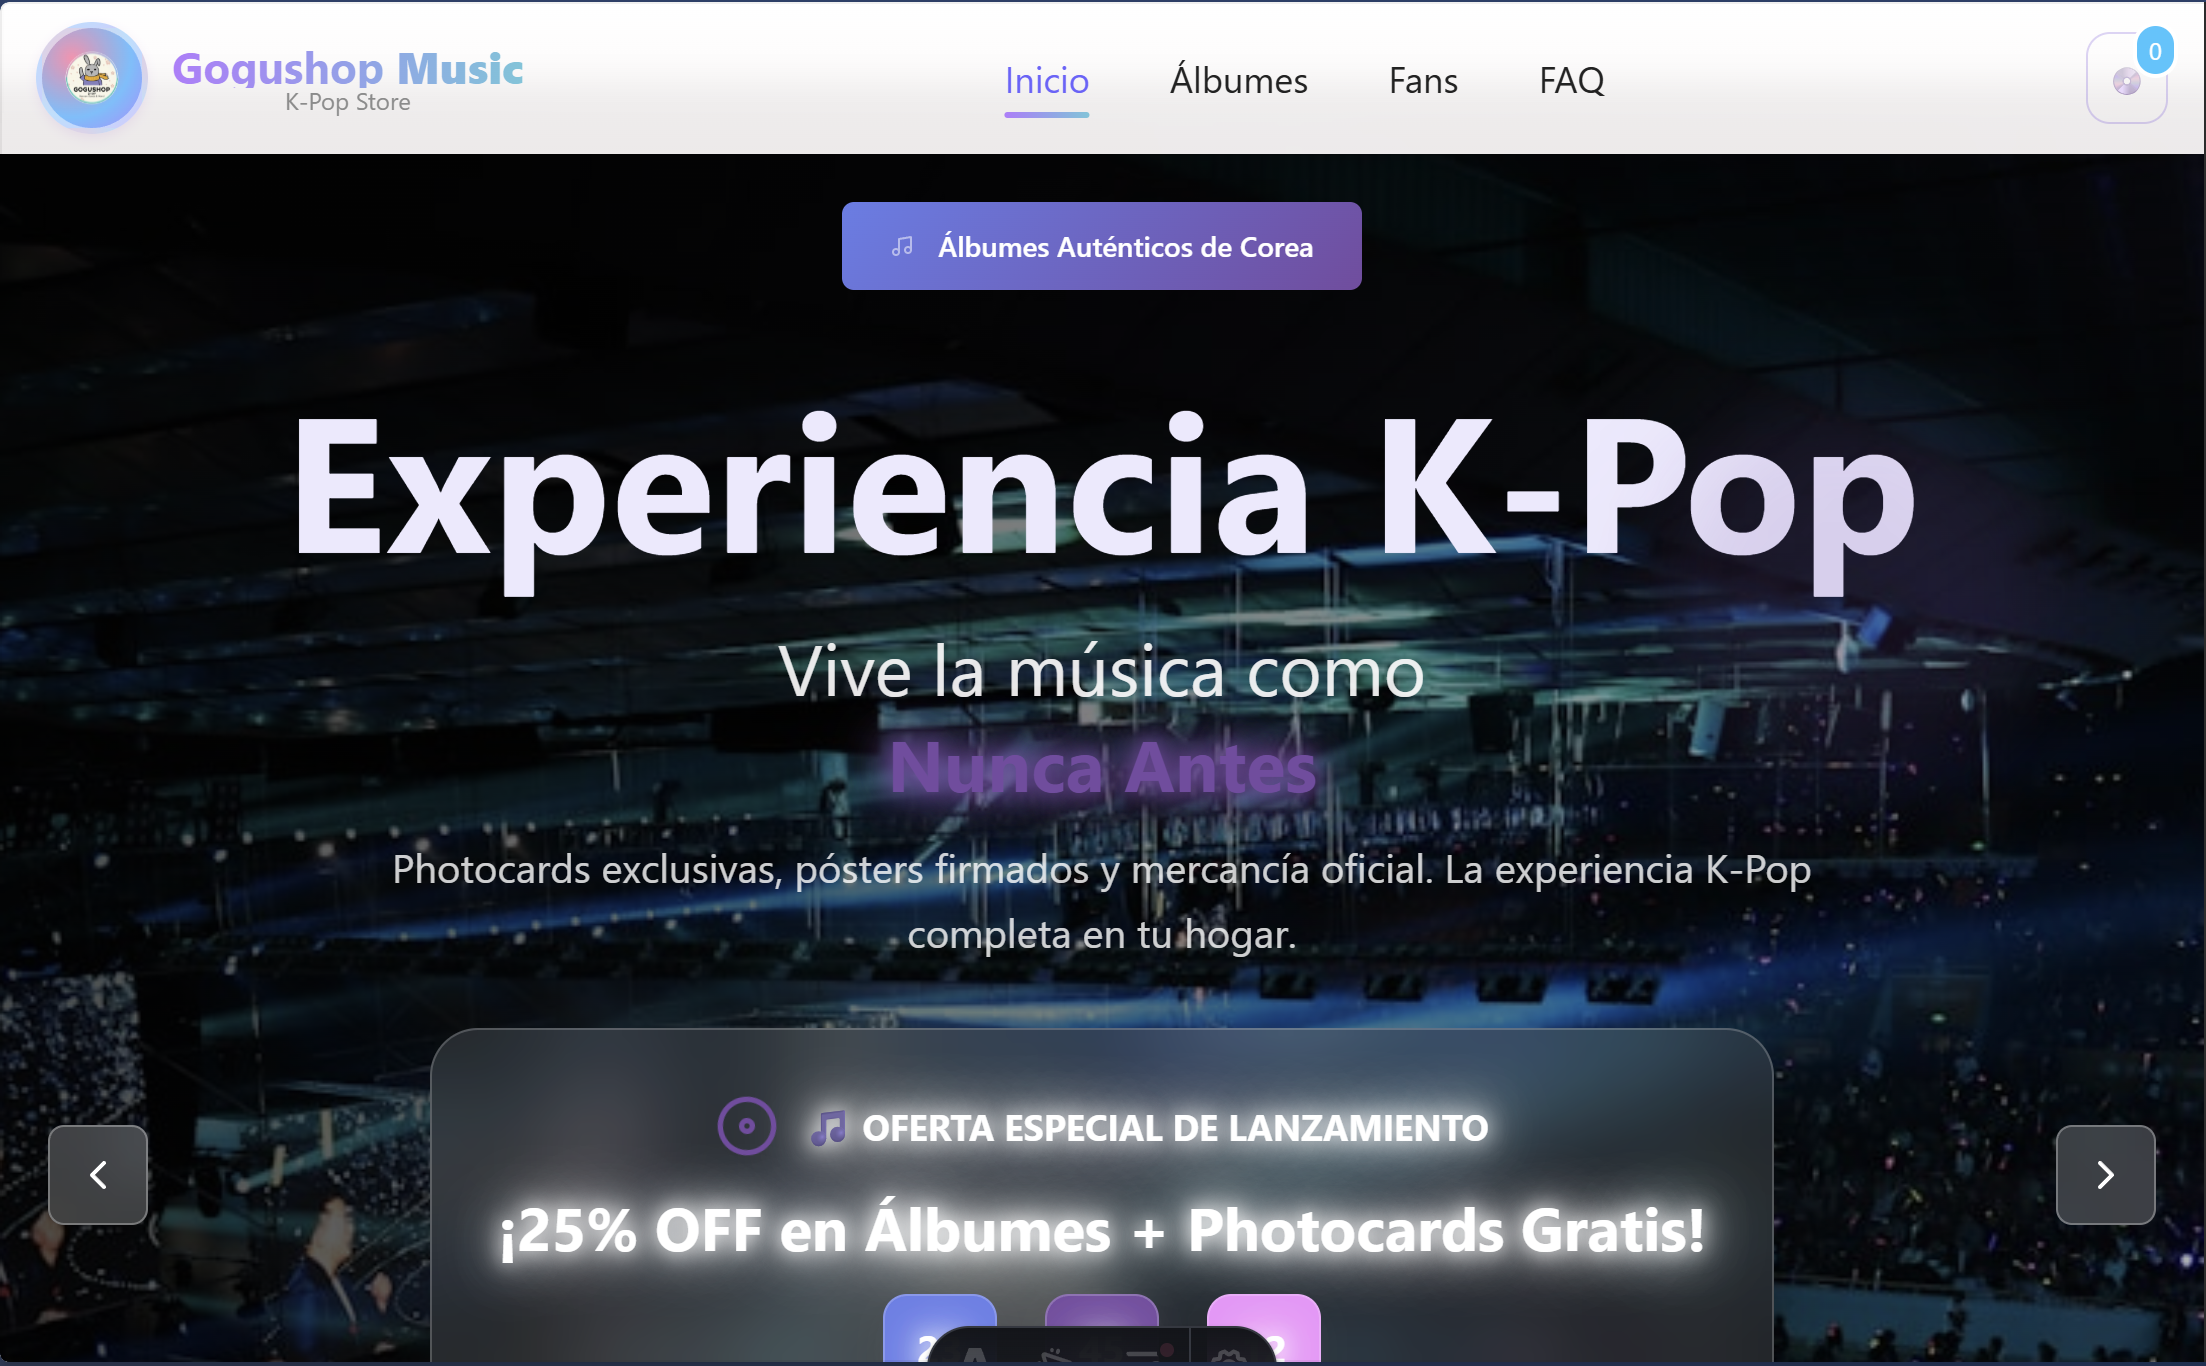 Gogushop Music
K-Pop Store
GOGUSHOP
Inicio
Álbumes
Fans
FAQ
0
Álbumes Auténticos de Corea
Experiencia K-Pop
Vive la música como
Nunca Antes
Photocards exclusivas, pósters firmados y mercancía oficial. La experiencia K-Pop
completa en tu hogar.
OFERTA ESPECIAL DE LANZAMIENTO
¡25% OFF en Álbumes + Photocards Gratis!